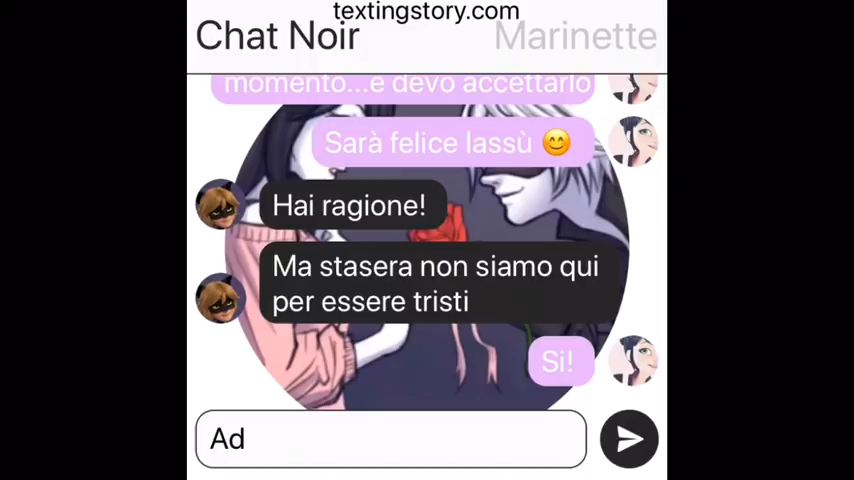 textingstory.com
Chat Noir
Marinette
momento...e devo accettarlo
Sarà felice lassù 😊
Hai ragione!
Ma stasera non siamo qui
per essere tristi
Si!
Ad